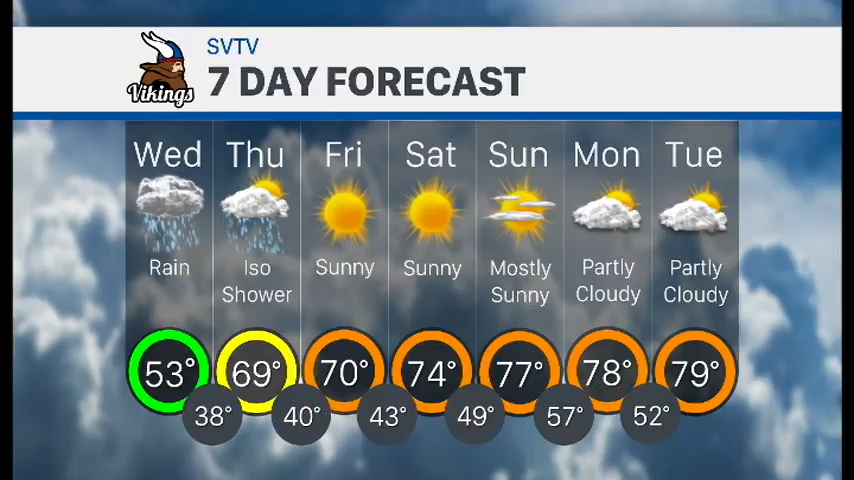 SVTV
Vikings
7 DAY FORECAST
Wed Thu Fri Sat Sun Mon Tue
Rain
Iso
Shower
Sunny
Sunny
Mostly
Sunny
Partly
Cloudy
Partly
Cloudy
53° 69° 70° 74° 77° 78° 79°
38° 40° 43° 49° 57° 52°